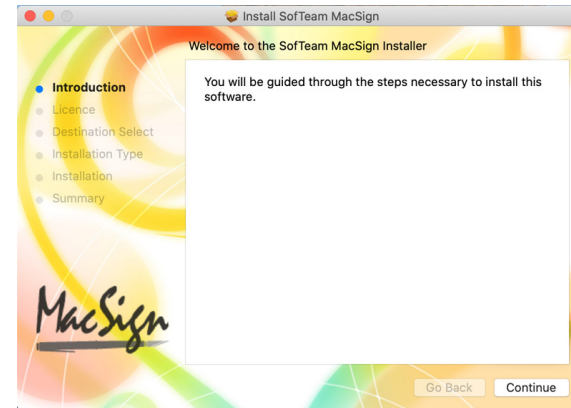 Install SofTeam MacSign
Welcome to the SofTeam MacSign Installer
Introduction
Licence
Destination Select
Installation Type
Installation
Summary
You will be guided through the steps necessary to install this
software.
MacSign
Go Back
Continue